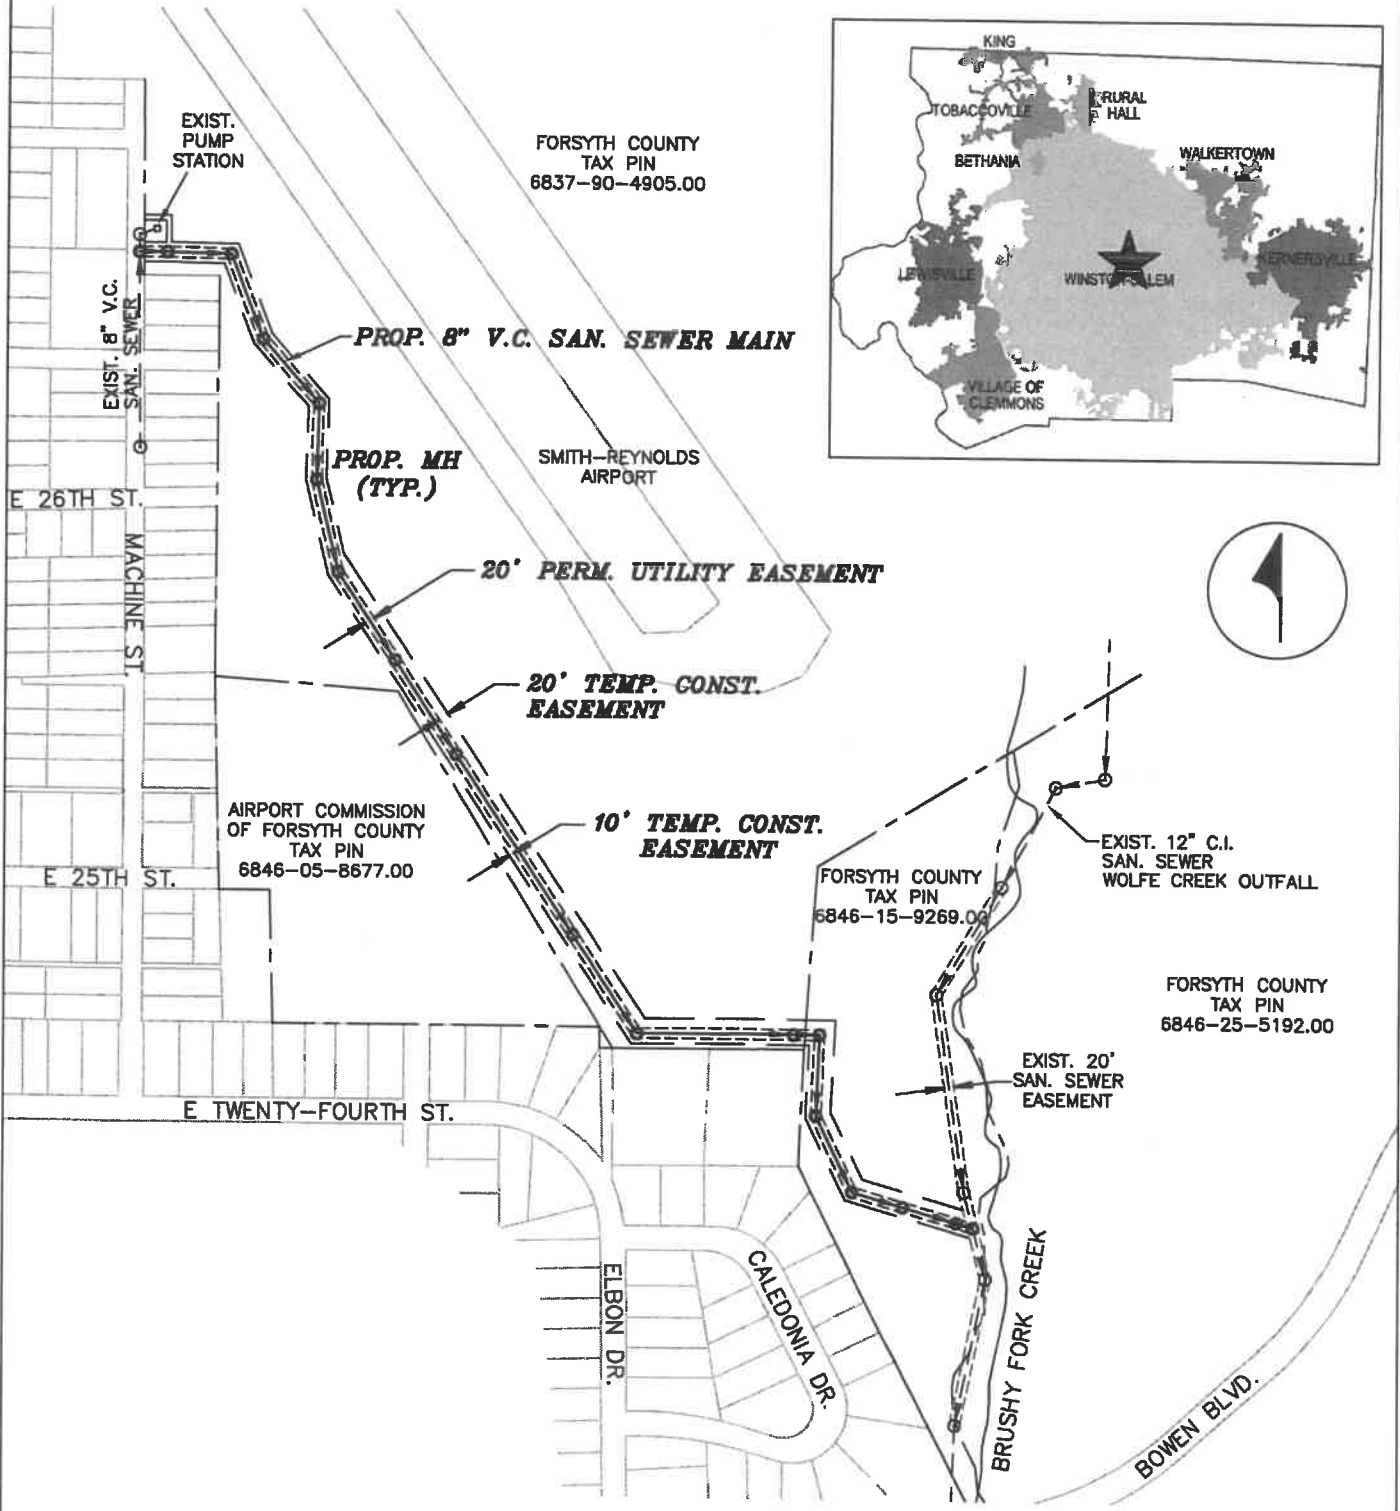 KING
TOBACCOVILLE
RURAL
HALL
BETHANIA
WALKERTOWN
LEWISVILLE
WINSTON-SALEM
KERNERSVILLE
VILLAGE OF
CLEMMONS
EXIST.
PUMP
STATION
FORSYTH COUNTY
TAX PIN
6837-90-4905.00
EXIST. 8" V.C.
SAN. SEWER
PROP. 8" V.C. SAN. SEWER MAIN
PROP. MH
(TYP.)
SMITH-REYNOLDS
AIRPORT
E 26TH ST.
MACHINE ST.
20' PERM. UTILITY EASEMENT
20' TEMP. CONST.
EASEMENT
AIRPORT COMMISSION
OF FORSYTH COUNTY
TAX PIN
6846-05-8677.00
10' TEMP. CONST.
EASEMENT
E 25TH ST.
FORSYTH COUNTY
TAX PIN
6846-15-9269.00
EXIST. 12" C.I.
SAN. SEWER
WOLFE CREEK OUTFALL
FORSYTH COUNTY
TAX PIN
6846-25-5192.00
EXIST. 20'
SAN. SEWER
EASEMENT
E TWENTY-FOURTH ST.
ELBON DR.
CALEDONIA DR.
BRUSHY FORK CREEK
BOWEN BLVD.